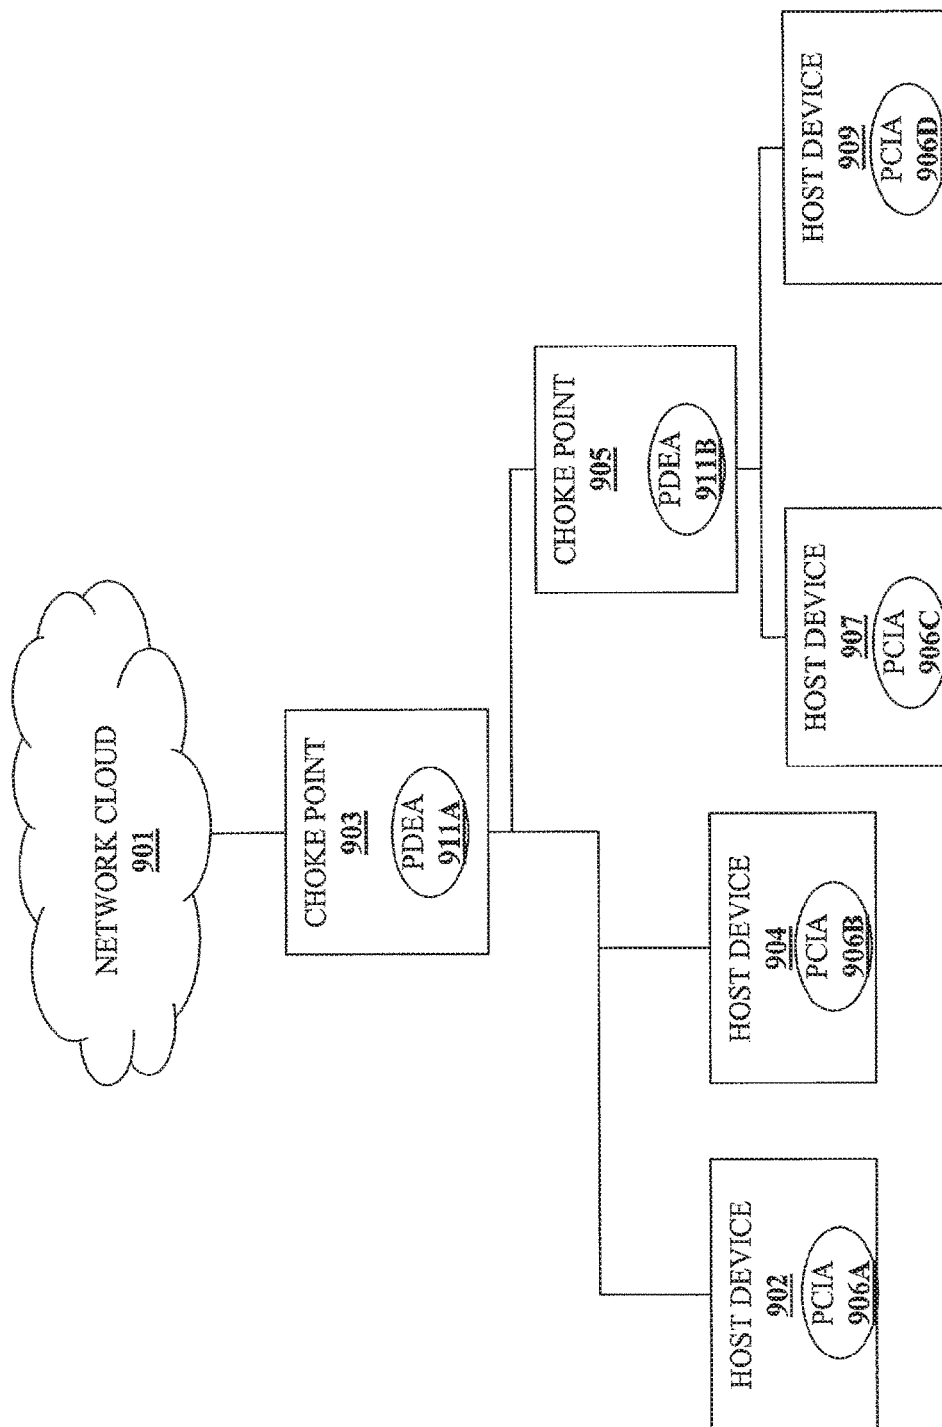 NETWORK CLOUD
901
CHOKE POINT
903
PDEA
911A
CHOKE POINT
905
PDEA
911B
HOST DEVICE
902
PCIA
906A
HOST DEVICE
904
PCIA
906B
HOST DEVICE
907
PCIA
906C
HOST DEVICE
909
PCIA
906D